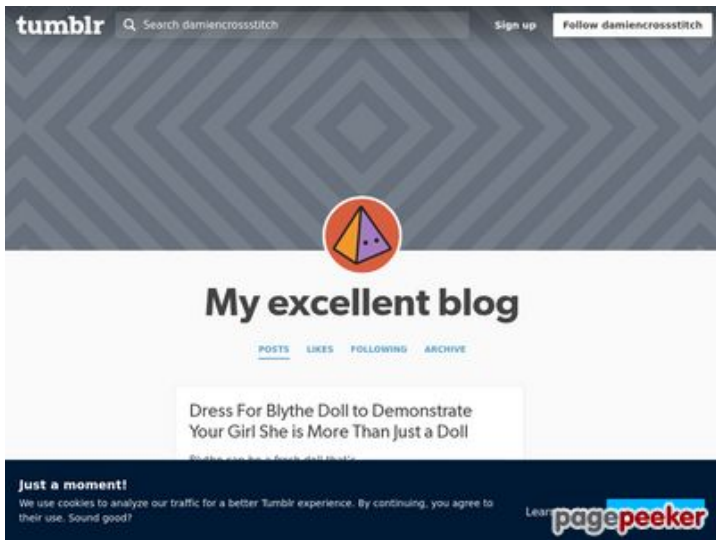 tumblr Search damiencrossstitch Sign up Follow damiencrossstitch
My excellent blog
POSTS LIKES FOLLOWING ARCHIVE
Dress For Blythe Doll to Demonstrate
Your Girl She is More Than Just a Doll
Just a moment!
We use cookies to analyze our traffic for a better Tumblr experience. By continuing, you agree to
their use. Sound good?
pagepeeker